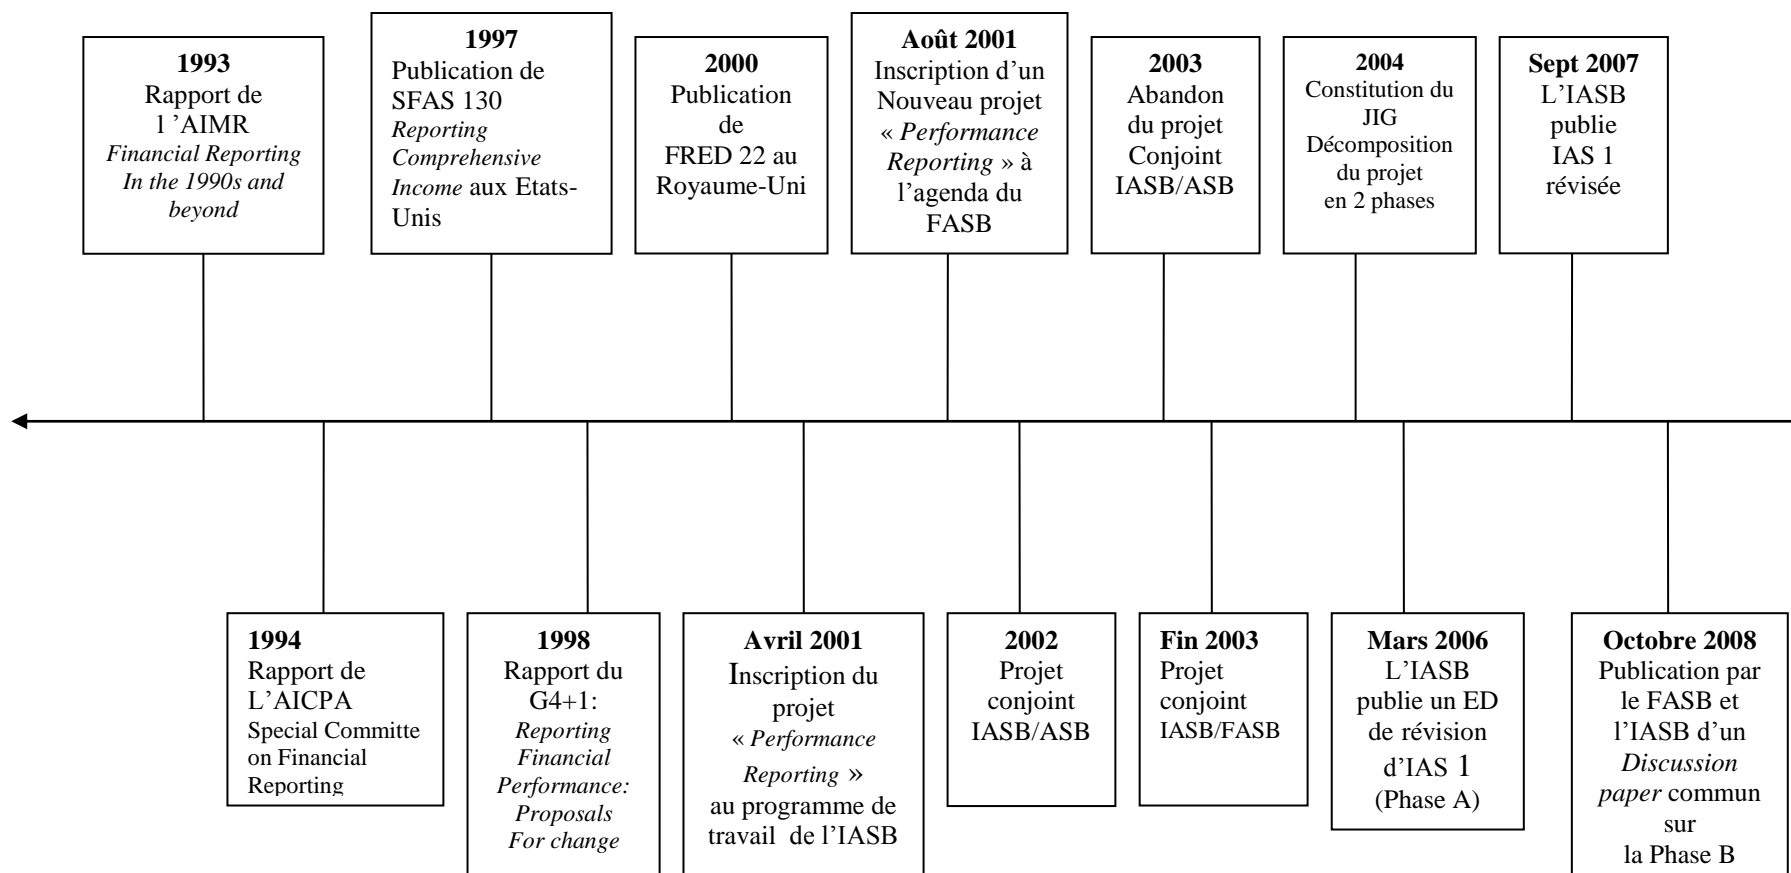 1993
Rapport de
l ’AIMR
Financial Reporting
In the 1990s and
beyond
1997
Publication de
SFAS 130
Reporting
Comprehensive
Income aux Etats-
Unis
2000
Publication
de
FRED 22 au
Royaume-Uni
Août 2001
Inscription d’un
Nouveau projet
« Performance
Reporting » à
l’agenda du
FASB
2003
Abandon
du projet
Conjoint
IASB/ASB
2004
Constitution du
JIG
Décomposition
du projet
en 2 phases
Sept 2007
L’IASB
publie
IAS 1
révisée
1994
Rapport de
L’AICPA
Special Committe
on Financial
Reporting
1998
Rapport du
G4+1:
Reporting
Financial
Performance:
Proposals
For change
Avril 2001
Inscription du
projet
« Performance
Reporting »
au programme de
travail de l’IASB
2002
Projet
conjoint
IASB/ASB
Fin 2003
Projet
conjoint
IASB/FASB
Mars 2006
L’IASB
publie un ED
de révision
d’IAS 1
(Phase A)
Octobre 2008
Publication par
le FASB et
l’IASB d’un
Discussion
paper commun
sur
la Phase B